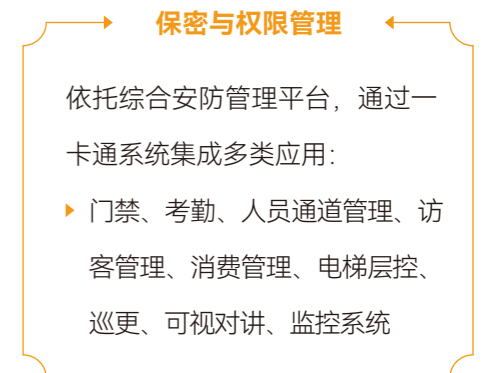 保密与权限管理
依托综合安防管理平台，通过一
卡通系统集成多类应用：
门禁、考勤、人员通道管理、访
客管理、消费管理、电梯层控、
巡更、可视对讲、监控系统